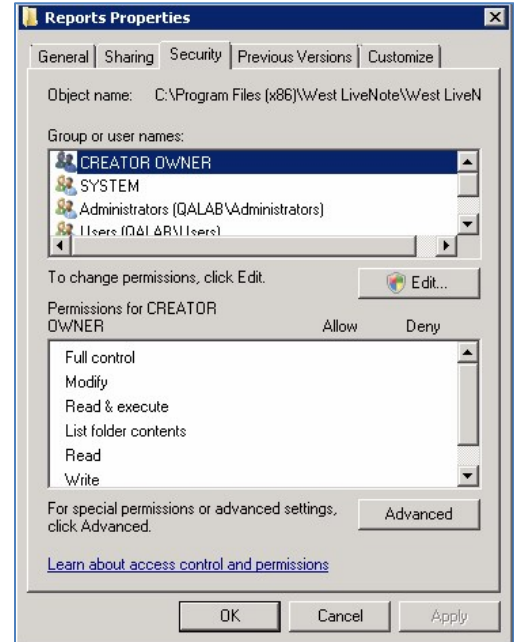 Reports Properties
General Sharing Security Previous Versions Customize
Object name: C:\Program Files (x86)\West LiveNote\West LiveN
Group or user names:
CREATOR OWNER
SYSTEM
Administrators (QALAB\Administrators)
Users (QALAB\Users)
To change permissions, click Edit.
Edit...
Permissions for CREATOR
OWNER Allow Deny
Full control
Modify
Read & execute
List folder contents
Read
Write
For special permissions or advanced settings,
click Advanced.
Advanced
Learn about access control and permissions
OK Cancel Apply